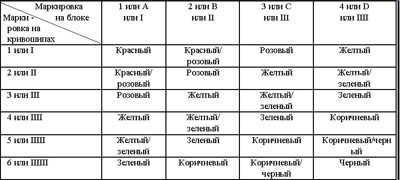 Маркировка на блоке
Марки - ровка на кривошипах
1 или A или I
2 или B или II
3 или C или III
4 или D или IIII
1 или I
Красный
Красный/ розовый
Розовый
Желтый
2 или II
Красный/ розовый
Розовый
Желтый
Желтый/ зеленый
3 или III
Розовый
Желтый
Желтый/ зеленый
Зеленый
4 или IIII
Желтый
Желтый/ зеленый
Зеленый
Коричневый
5 или IIIII
Желтый/ зеленый
Зеленый
Коричневый
Коричневый/черн ый
6 или IIIIII
Зеленый
Коричневый
Коричневый/ черный
Черный